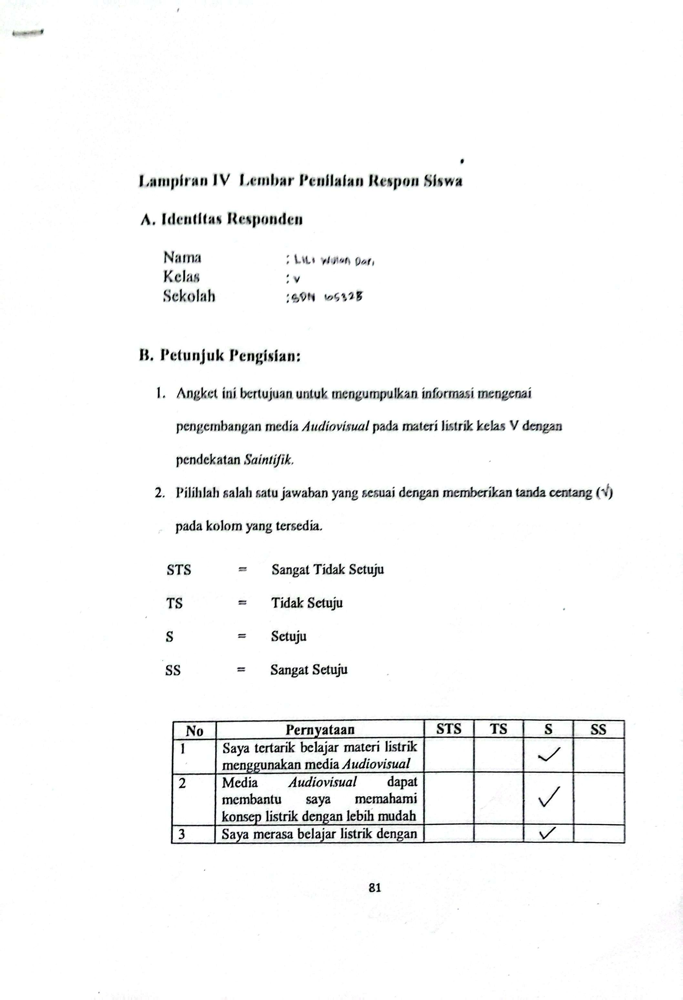 Lampiran IV Lembar Penilaian Respon Siswa
A. Identitas Responden
Nama : LiLi Wulan Dari
Kelas : V
Sekolah : SDN 105328
B. Petunjuk Pengisian:
1. Angket ini bertujuan untuk mengumpulkan informasi mengenai
pengembangan media Audiovisual pada materi listrik kelas V dengan
pendekatan Saintifik.
2. Pilihlah salah satu jawaban yang sesuai dengan memberikan tanda centang (√)
pada kolom yang tersedia.
STS = Sangat Tidak Setuju
TS = Tidak Setuju
S = Setuju
SS = Sangat Setuju
No Pernyataan STS TS S SS
1 Saya tertarik belajar materi listrik ✓
menggunakan media Audiovisual
2 Media Audiovisual dapat
membantu saya memahami ✓
konsep listrik dengan lebih mudah
3 Saya merasa belajar listrik dengan ✓
81